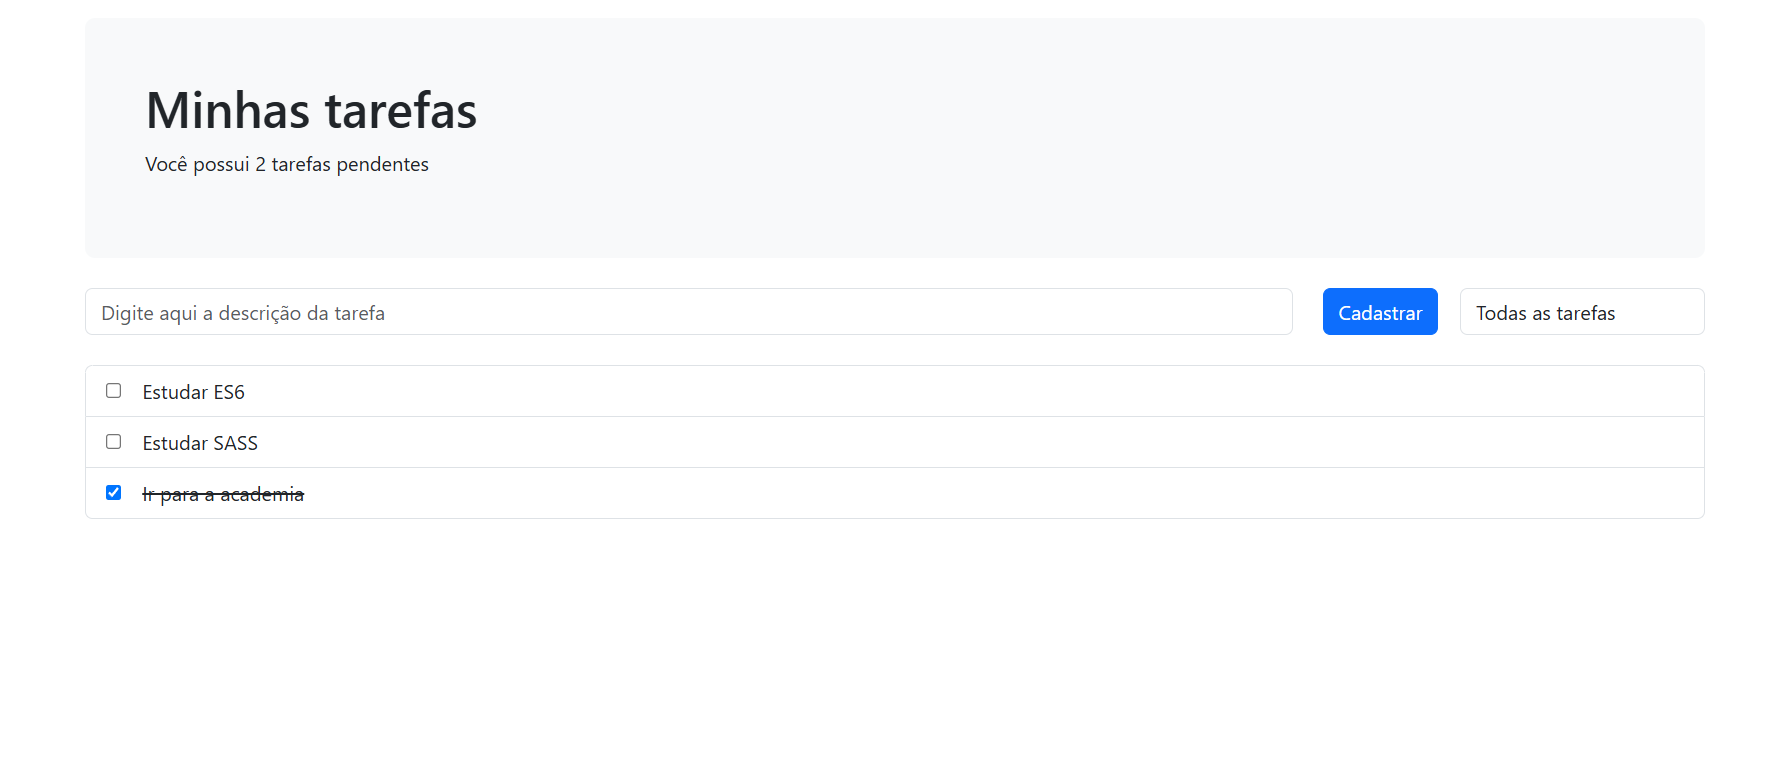 Minhas tarefas
Você possui 2 tarefas pendentes
Digite aqui a descrição da tarefa
Cadastrar
Todas as tarefas
Estudar ES6
Estudar SASS
Ir para a academia